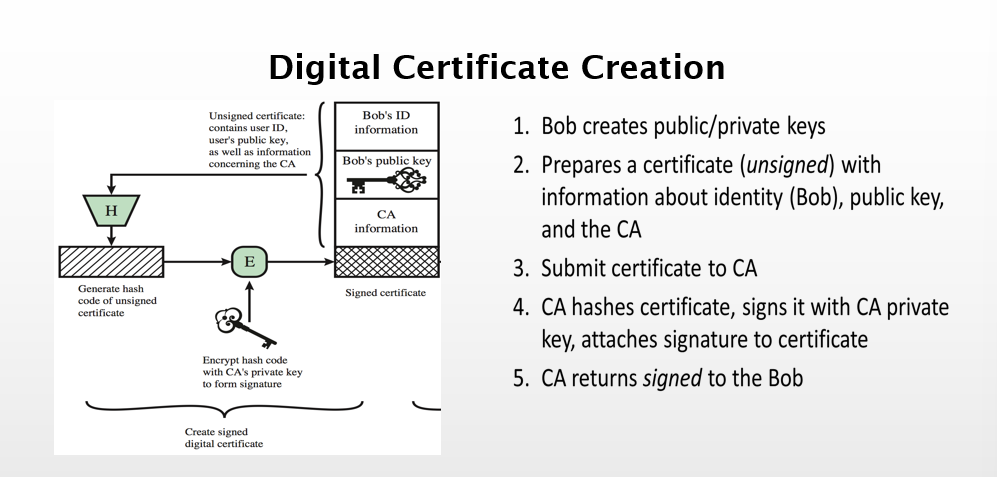 Digital Certificate Creation
Unsigned certificate:
contains user ID,
user's public key,
as well as information
concerning the CA
Bob's ID
information
Bob's public key
CA
information
H
E
Generate hash
code of unsigned
certificate
Signed certificate
Encrypt hash code
with CA's private key
to form signature
Create signed
digital certificate
1. Bob creates public/private keys
2. Prepares a certificate (unsigned) with
information about identity (Bob), public key,
and the CA
3. Submit certificate to CA
4. CA hashes certificate, signs it with CA private
key, attaches signature to certificate
5. CA returns signed to the Bob